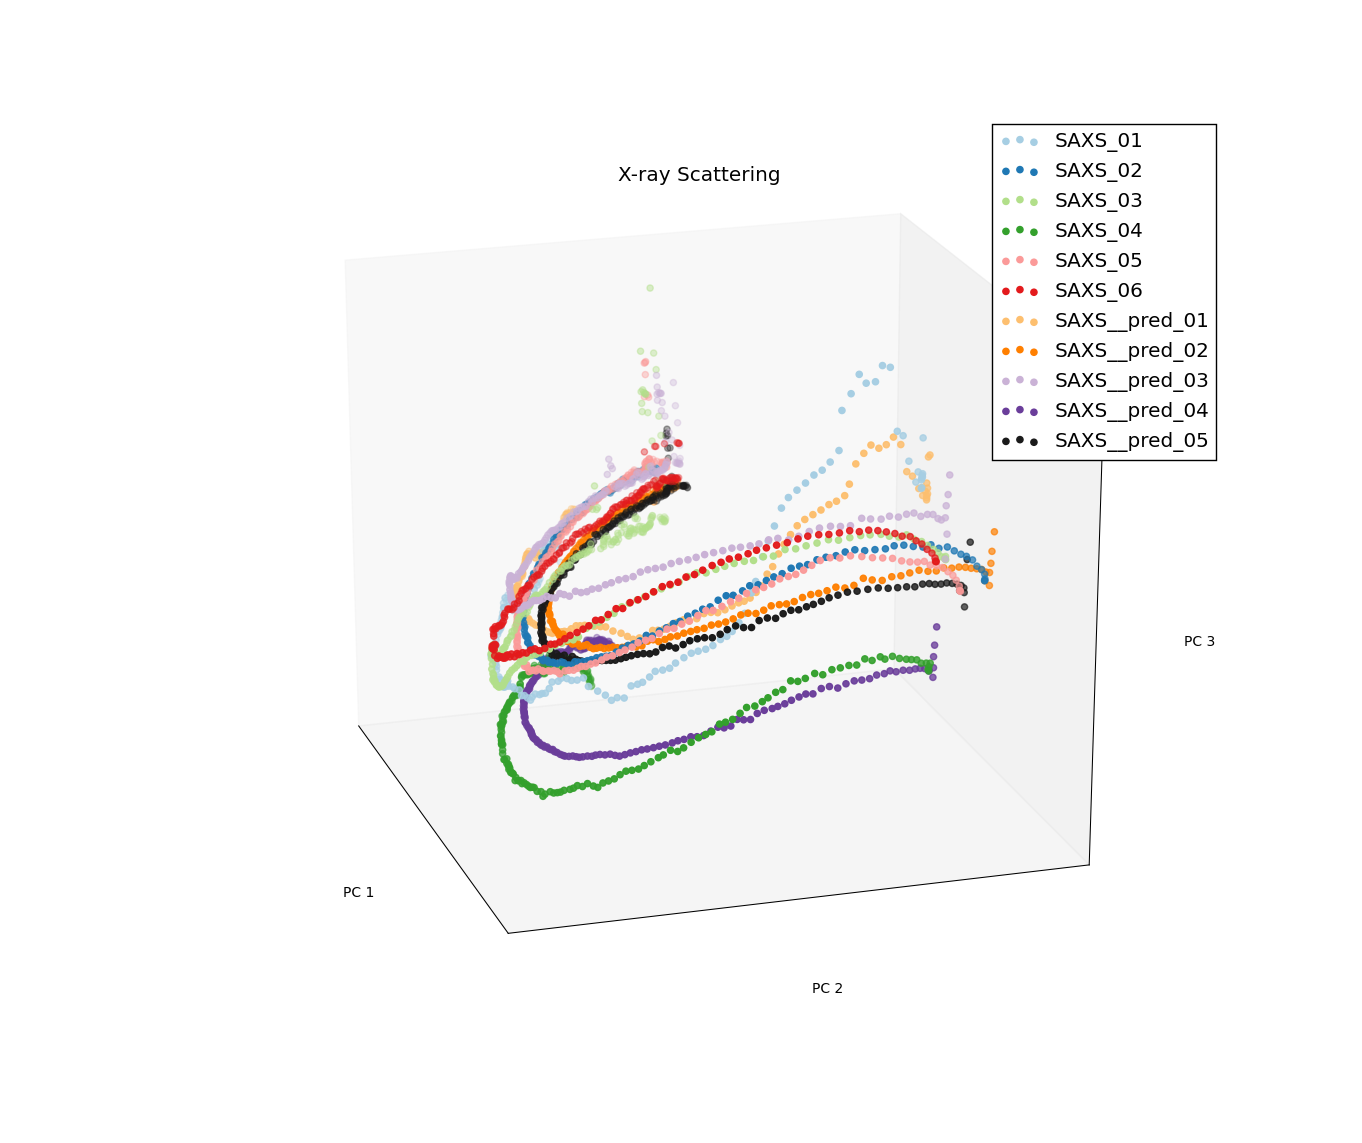 X-ray Scattering
SAXS_01
SAXS_02
SAXS_03
SAXS_04
SAXS_05
SAXS_06
SAXS__pred_01
SAXS__pred_02
SAXS__pred_03
SAXS__pred_04
SAXS__pred_05
PC 3
PC 1
PC 2